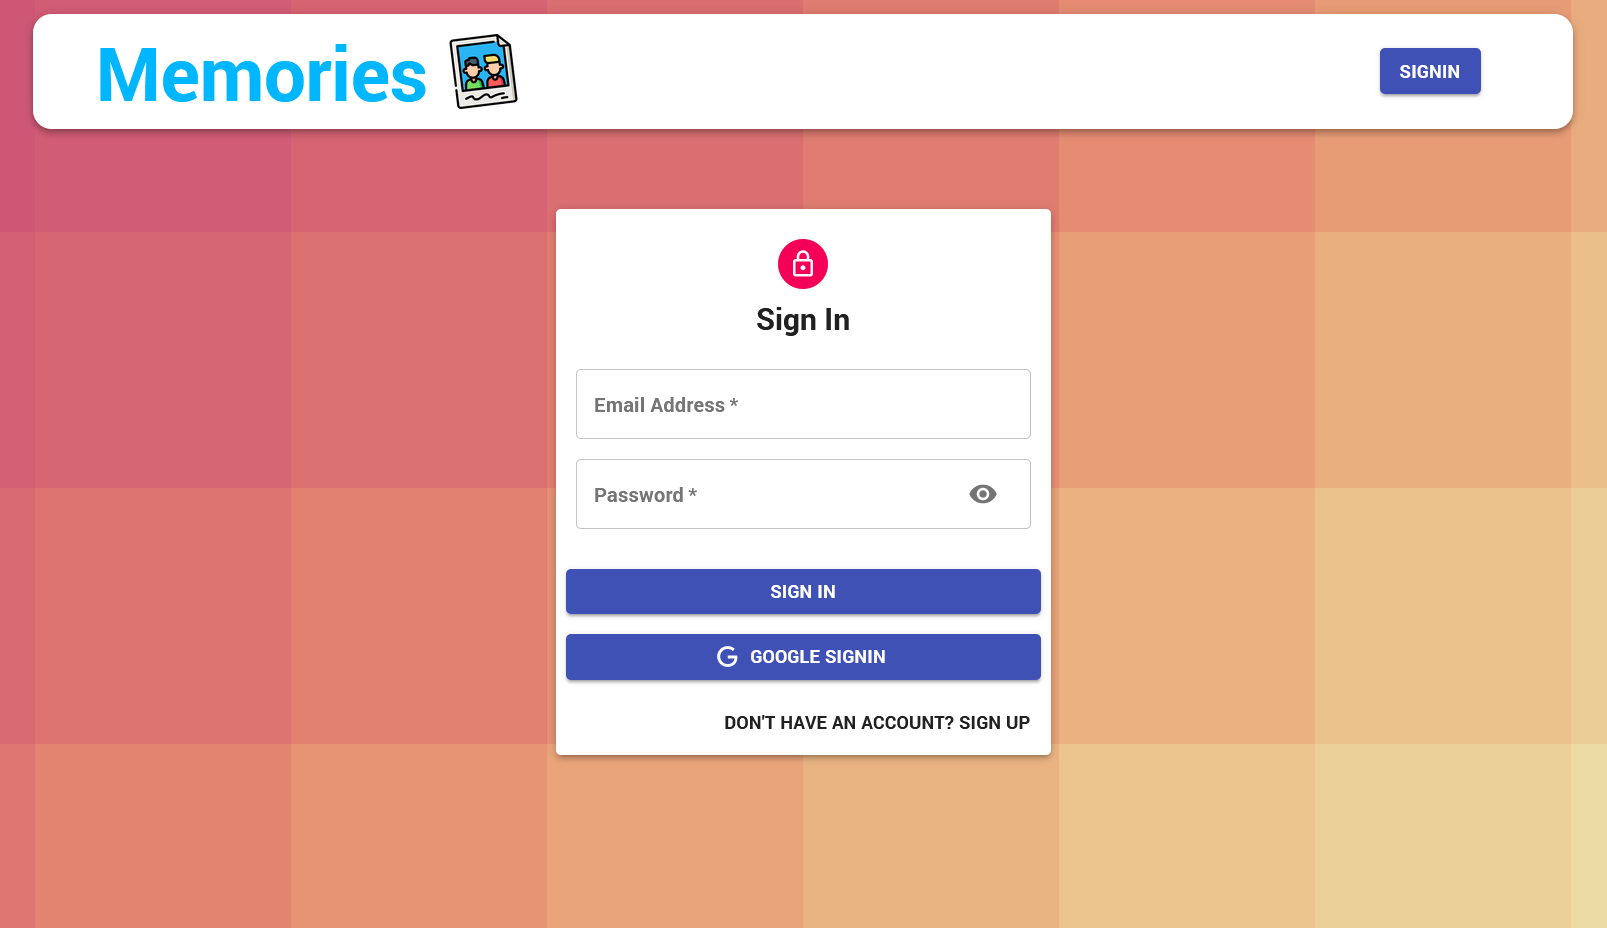 Memories
SIGNIN
Sign In
Email Address *
Password *
SIGN IN
GOOGLE SIGNIN
DON'T HAVE AN ACCOUNT? SIGN UP